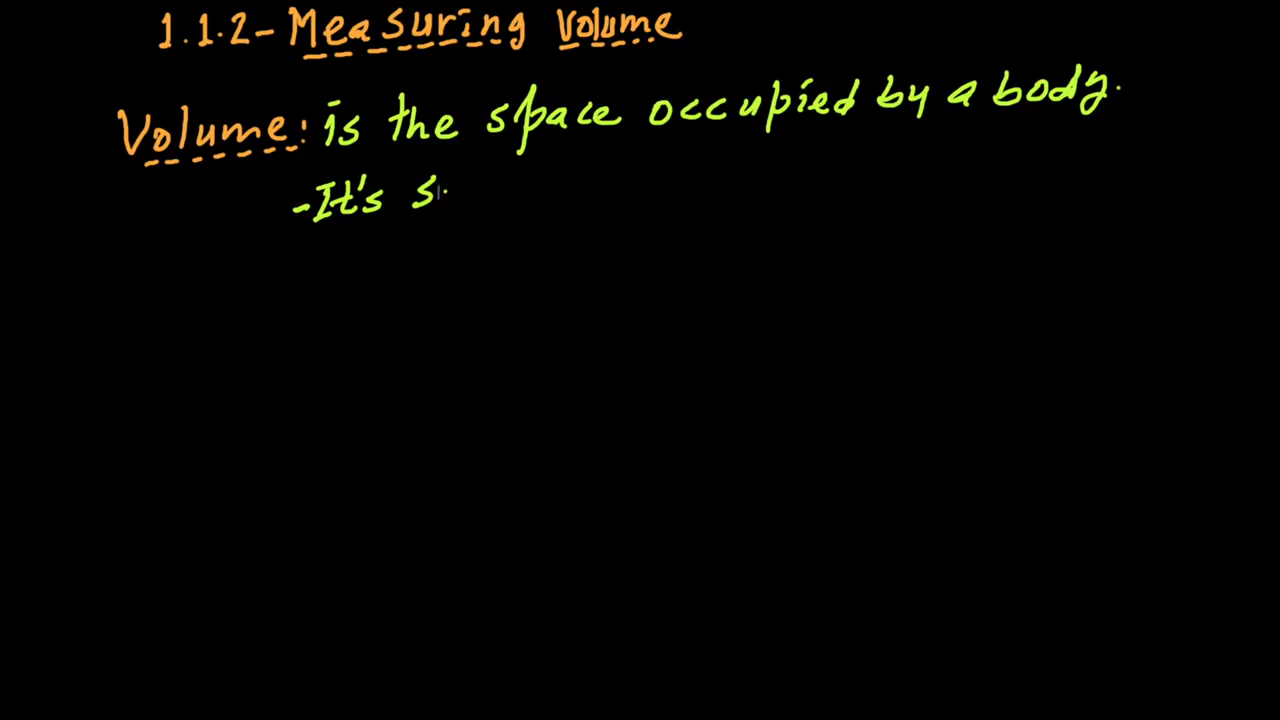 1.1.2- Measuring Volume
Volume: is the space occupied by a body.
-It's s